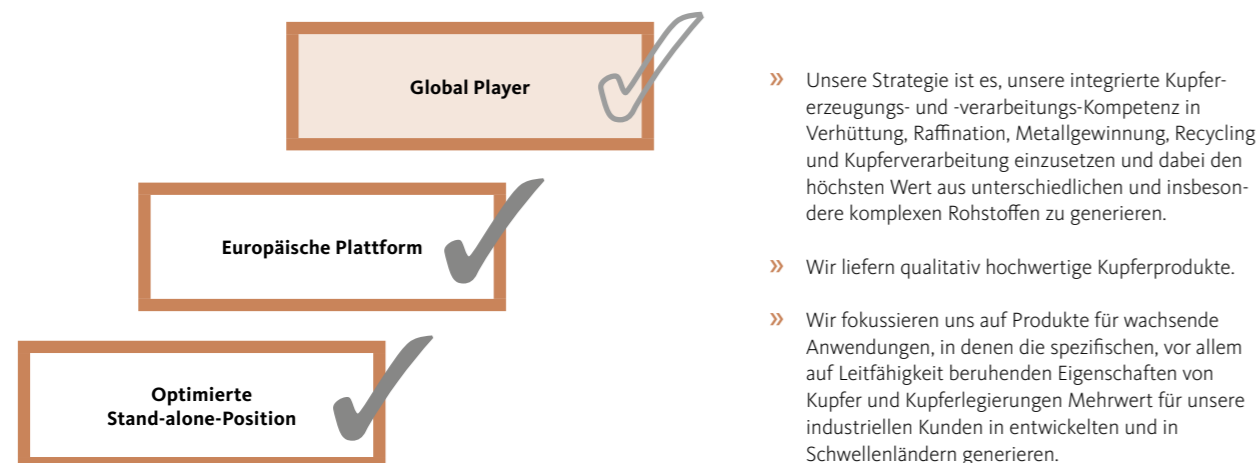 Global Player
Europäische Plattform
Optimierte
Stand-alone-Position
» Unsere Strategie ist es, unsere integrierte Kupfer-
erzeugungs- und -verarbeitungs-Kompetenz in
Verhüttung, Raffination, Metallgewinnung, Recycling
und Kupferverarbeitung einzusetzen und dabei den
höchsten Wert aus unterschiedlichen und insbeson-
dere komplexen Rohstoffen zu generieren.
» Wir liefern qualitativ hochwertige Kupferprodukte.
» Wir fokussieren uns auf Produkte für wachsende
Anwendungen, in denen die spezifischen, vor allem
auf Leitfähigkeit beruhenden Eigenschaften von
Kupfer und Kupferlegierungen Mehrwert für unsere
industriellen Kunden in entwickelten und in
Schwellenländern generieren.